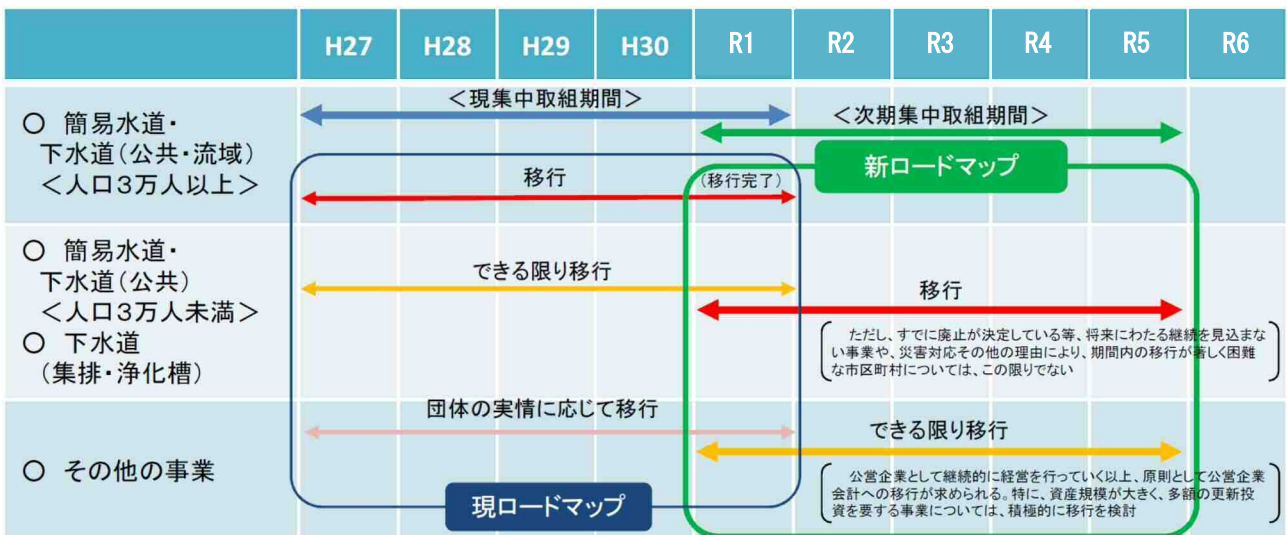 H27 H28 H29 H30 R1 R2 R3 R4 R5 R6
○ 簡易水道・
下水道(公共・流域)
<人口3万人以上>
<現集中取組期間>
<次期集中取組期間>
新ロードマップ
移行
(移行完了)
○ 簡易水道・
下水道(公共)
<人口3万人未満>
○ 下水道
(集排・浄化槽)
できる限り移行
移行
ただし、すでに廃止が決定している等、将来にわたる継続を見込まな
い事業や、災害対応その他の理由により、期間内の移行が著しく困難
な市区町村については、この限りでない
○ その他の事業
団体の実情に応じて移行
できる限り移行
公営企業として継続的に経営を行っていく以上、原則として公営企業
会計への移行が求められる。特に、資産規模が大きく、多額の更新投
資を要する事業については、積極的に移行を検討
現ロードマップ